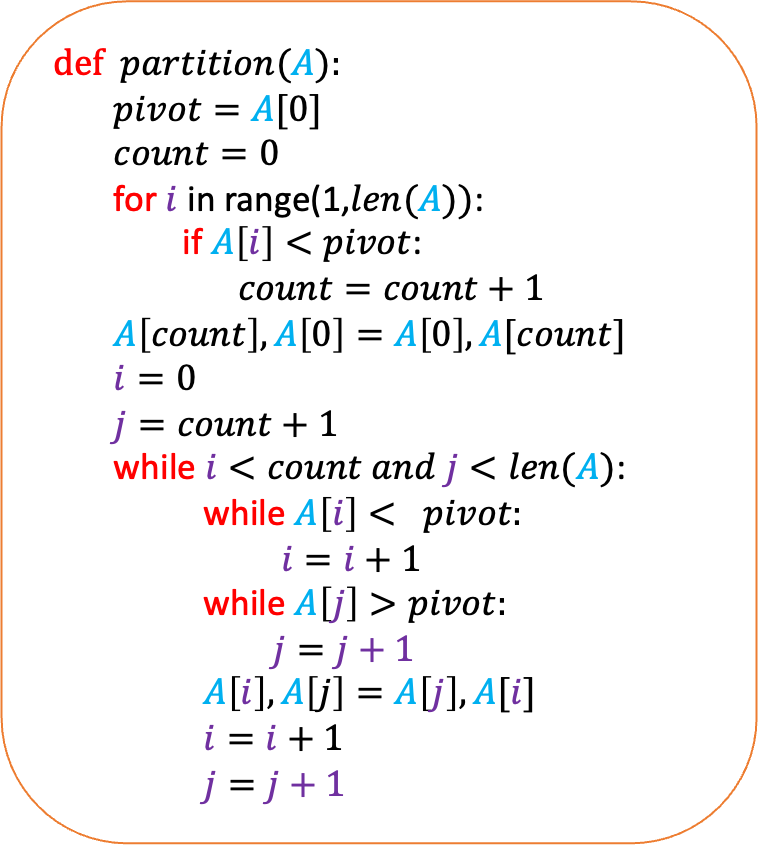 def partition(A):
pivot = A[0]
count = 0
for i in range(1,len(A)):
if A[i] < pivot:
count = count + 1
A[count], A[0] = A[0], A[count]
i = 0
j = count + 1
while i < count and j < len(A):
while A[i] < pivot:
i = i + 1
while A[j] > pivot:
j = j + 1
A[i], A[j] = A[j], A[i]
i = i + 1
j = j + 1